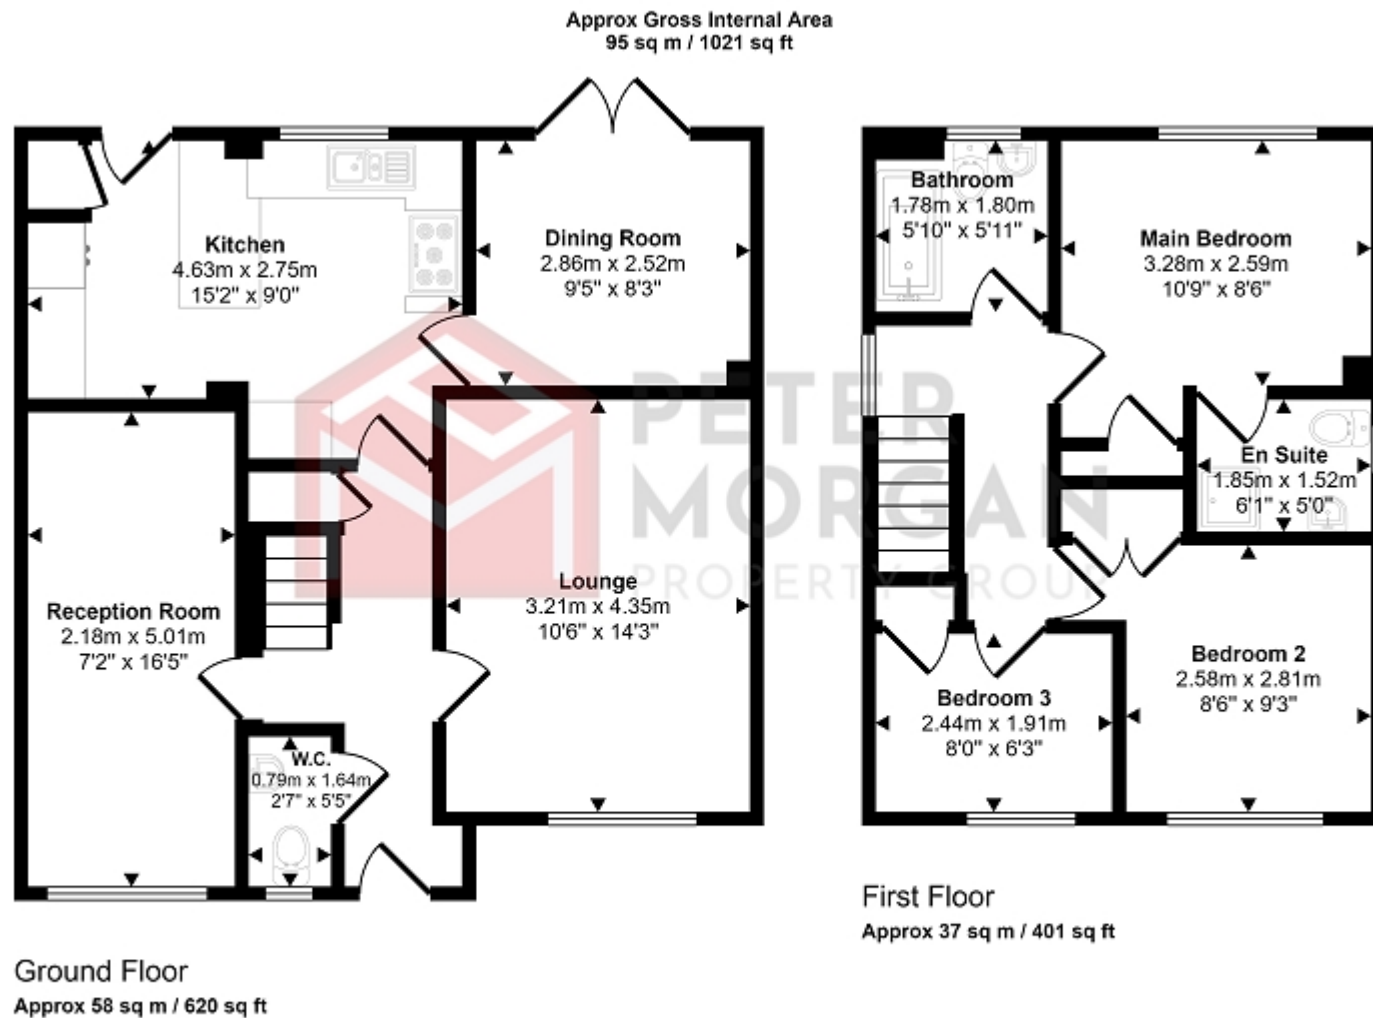 Approx Gross Internal Area
95 sq m / 1021 sq ft
Kitchen
4.63m x 2.75m
15'2" x 9'0"
Dining Room
2.86m x 2.52m
9'5" x 8'3"
Reception Room
2.18m x 5.01m
7'2" x 16'5"
Lounge
3.21m x 4.35m
10'6" x 14'3"
W.C.
0.79m x 1.64m
2'7" x 5'5"
Ground Floor
Approx 58 sq m / 620 sq ft
Bathroom
1.78m x 1.80m
5'10" x 5'11"
Main Bedroom
3.28m x 2.59m
10'9" x 8'6"
En Suite
1.85m x 1.52m
6'1" x 5'0"
Bedroom 2
2.58m x 2.81m
8'6" x 9'3"
Bedroom 3
2.44m x 1.91m
8'0" x 6'3"
First Floor
Approx 37 sq m / 401 sq ft
PETER
MORGAN
PROPERTY GROUP